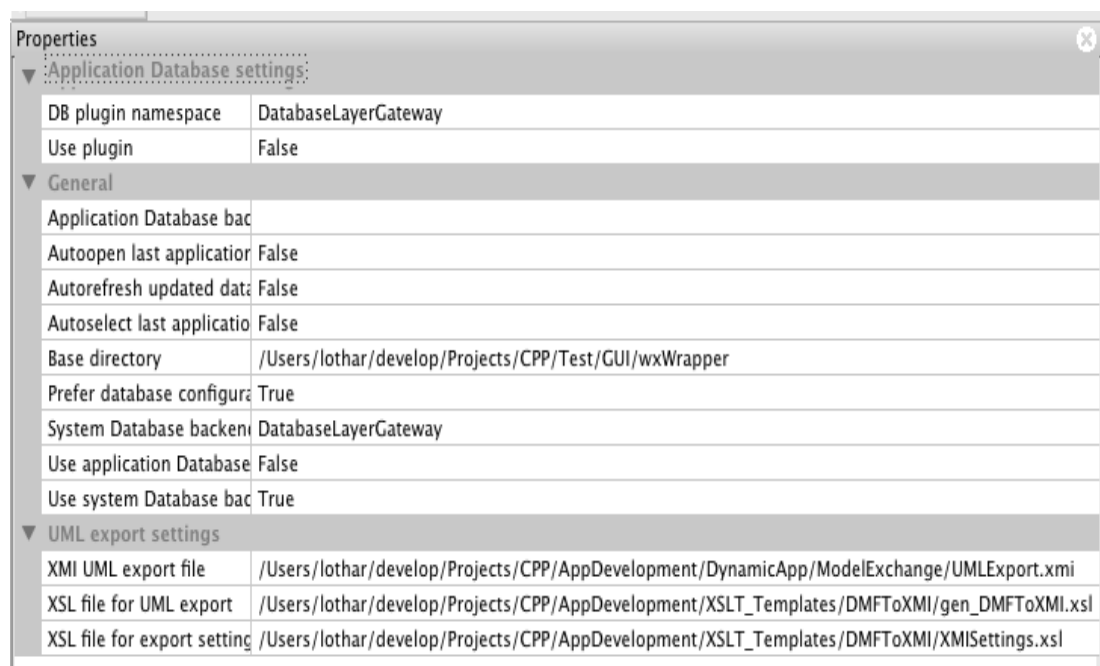 Properties
Application Database settings
DB plugin namespace DatabaseLayerGateway
Use plugin False
General
Application Database bac
Autoopen last application False
Autorefresh updated data False
Autoselect last applicatio False
Base directory /Users/lothar/develop/Projects/CPP/Test/GUI/wxWrapper
Prefer database configura True
System Database backend DatabaseLayerGateway
Use application Database False
Use system Database bac True
UML export settings
XMI UML export file /Users/lothar/develop/Projects/CPP/AppDevelopment/DynamicApp/ModelExchange/UMLExport.xmi
XSL file for UML export /Users/lothar/develop/Projects/CPP/AppDevelopment/XSLT_Templates/DMFToXMI/gen_DMFToXMI.xsl
XSL file for export setting /Users/lothar/develop/Projects/CPP/AppDevelopment/XSLT_Templates/DMFToXMI/XMISettings.xsl